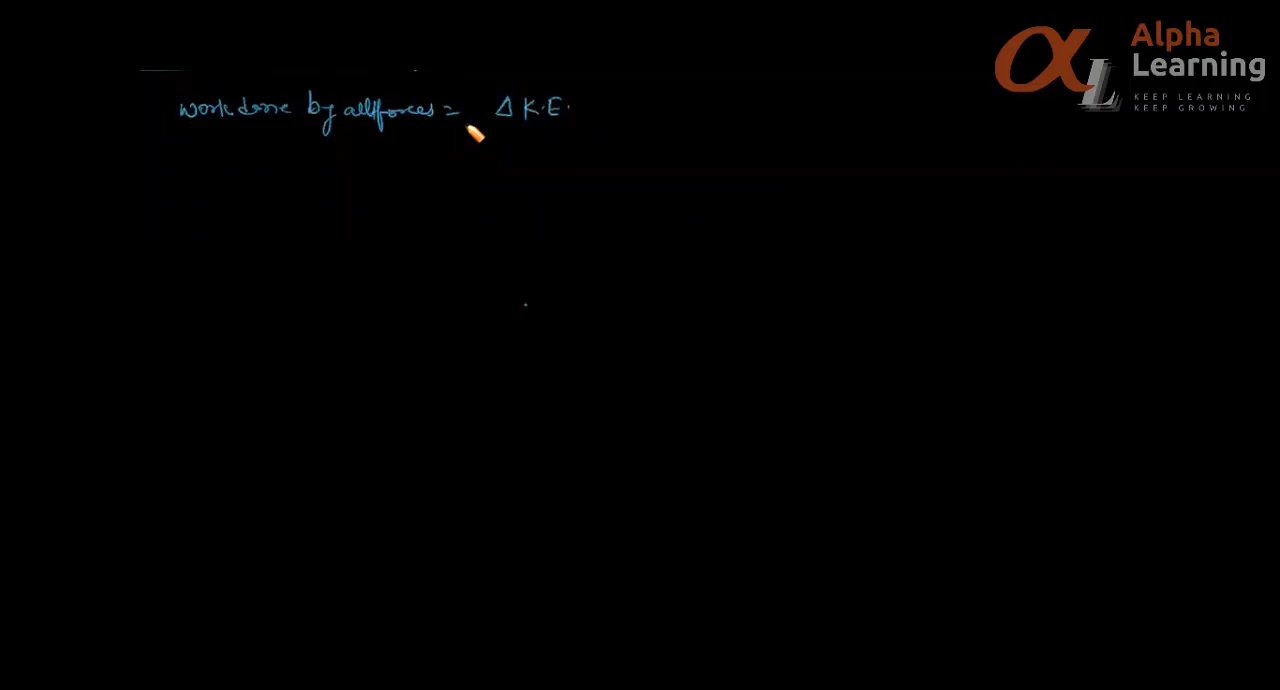 Alpha
Learning
KEEP LEARNING
KEEP GROWING
work done by all forces = Δ K.E.